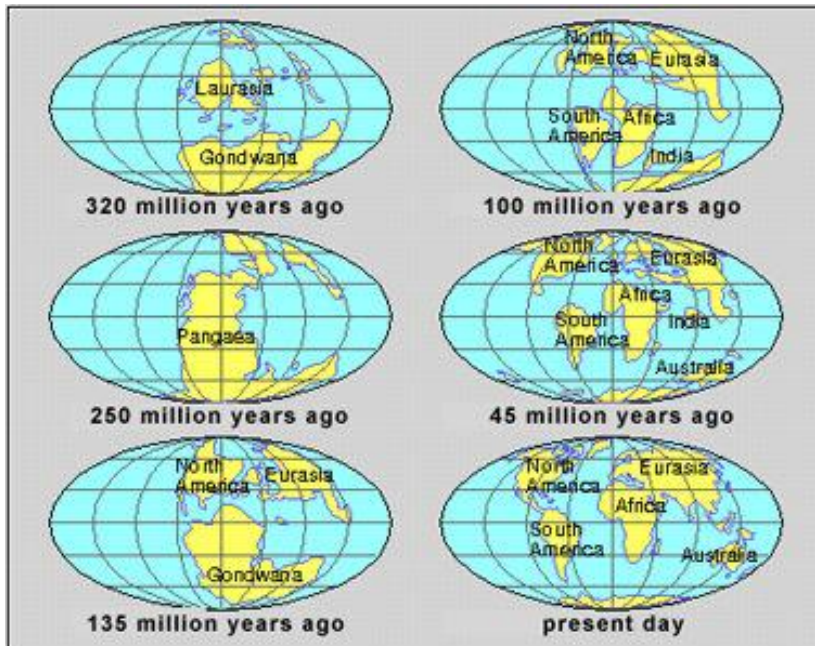 Laurasia
Gondwana
320 million years ago
Pangaea
250 million years ago
North
America
Eurasia
Gondwana
135 million years ago
North
America
Eurasia
South
America
Africa
India
100 million years ago
North
America
Eurasia
Africa
South
America
India
Australia
45 million years ago
North
America
Eurasia
Africa
South
America
Australia
present day